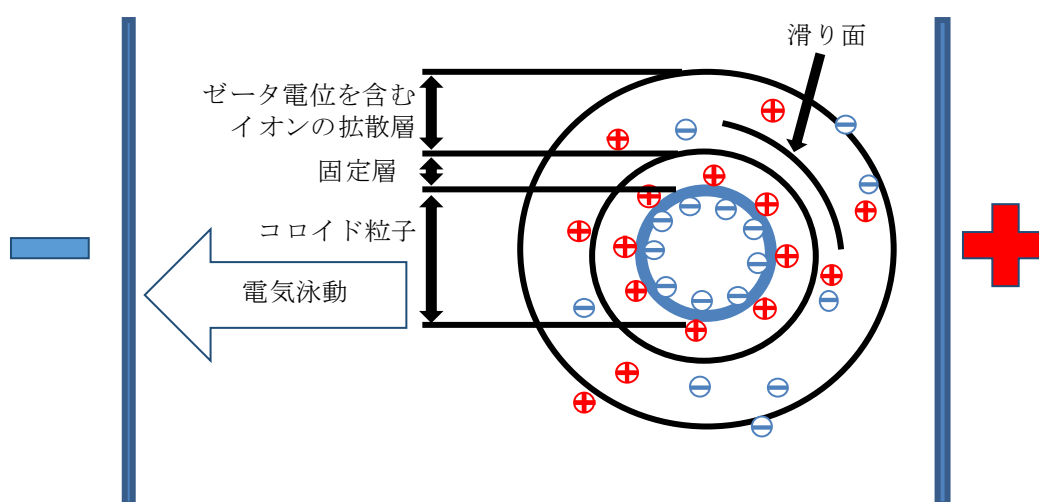 滑り面
ゼータ電位を含む
イオンの拡散層
固定層
コロイド粒子
電気泳動